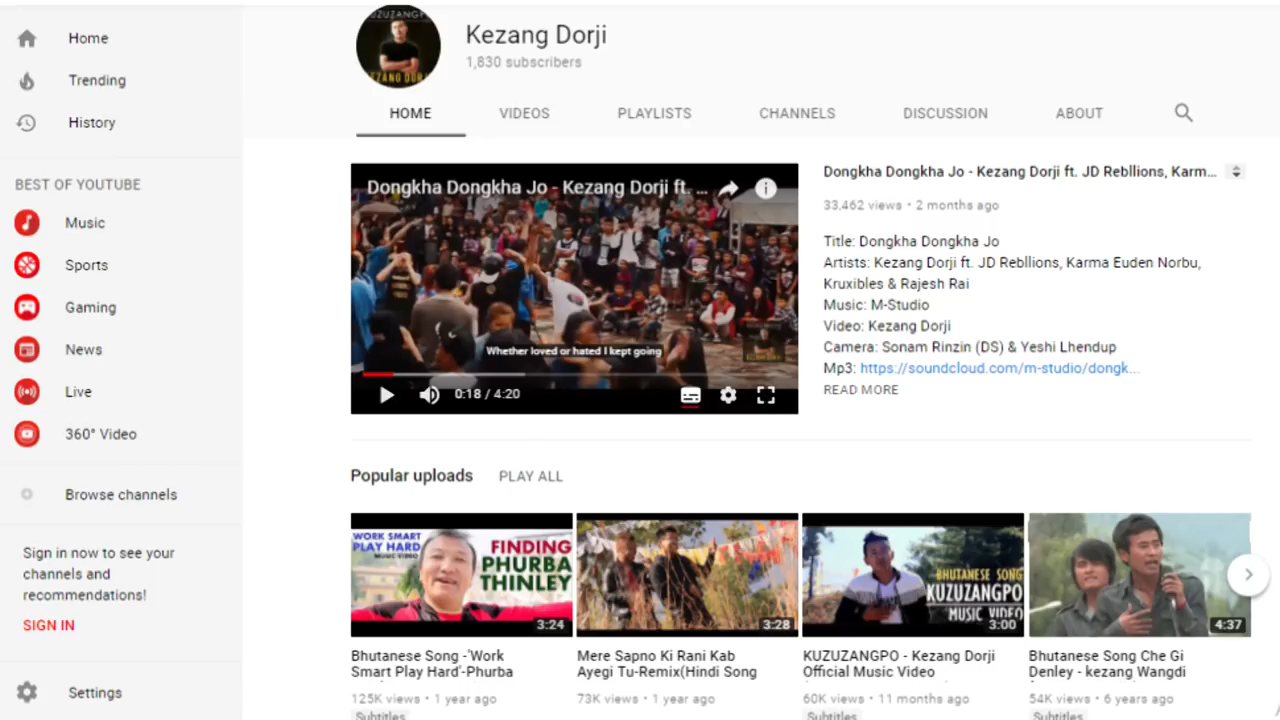 Home
Trending
History
BEST OF YOUTUBE
Music
Sports
Gaming
News
Live
360° Video
Browse channels
Sign in now to see your
channels and
recommendations!
SIGN IN
Settings
KUZUZANGPO
Kezang Dorji
1,830 subscribers
HOME
VIDEOS
PLAYLISTS
CHANNELS
DISCUSSION
ABOUT
Dongkha Dongkha Jo - Kezang Dorji ft. ...
Whether loved or hated I kept going
0:18 / 4:20
Dongkha Dongkha Jo - Kezang Dorji ft. JD Rebllions, Karm...
33,462 views • 2 months ago
Title: Dongkha Dongkha Jo
Artists: Kezang Dorji ft. JD Rebllions, Karma Euden Norbu,
Kruxibles & Rajesh Rai
Music: M-Studio
Video: Kezang Dorji
Camera: Sonam Rinzin (DS) & Yeshi Lhendup
Mp3: https://soundcloud.com/m-studio/dongk...
READ MORE
Popular uploads
PLAY ALL
WORK SMART
PLAY HARD
MUSIC VIDEO
FINDING
PHURBA
THINLEY
3:24
Bhutanese Song -'Work
Smart Play Hard'-Phurba
125K views • 1 year ago
Subtitles
3:28
Mere Sapno Ki Rani Kab
Ayegi Tu-Remix(Hindi Song
73K views • 1 year ago
BHUTANESE SONG
KUZUZANGPO
MUSIC VIDEO
3:00
KUZUZANGPO - Kezang Dorji
Official Music Video
60K views • 11 months ago
Subtitles
4:37
Bhutanese Song Che Gi
Denley - kezang Wangdi
54K views • 6 years ago
Subtitles